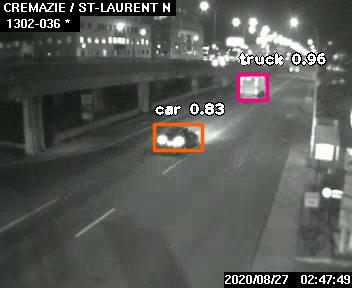 CREMAZIE / ST-LAURENT N
1302-036 *
truck 0.96
car 0.83
2020/08/27 02:47:49